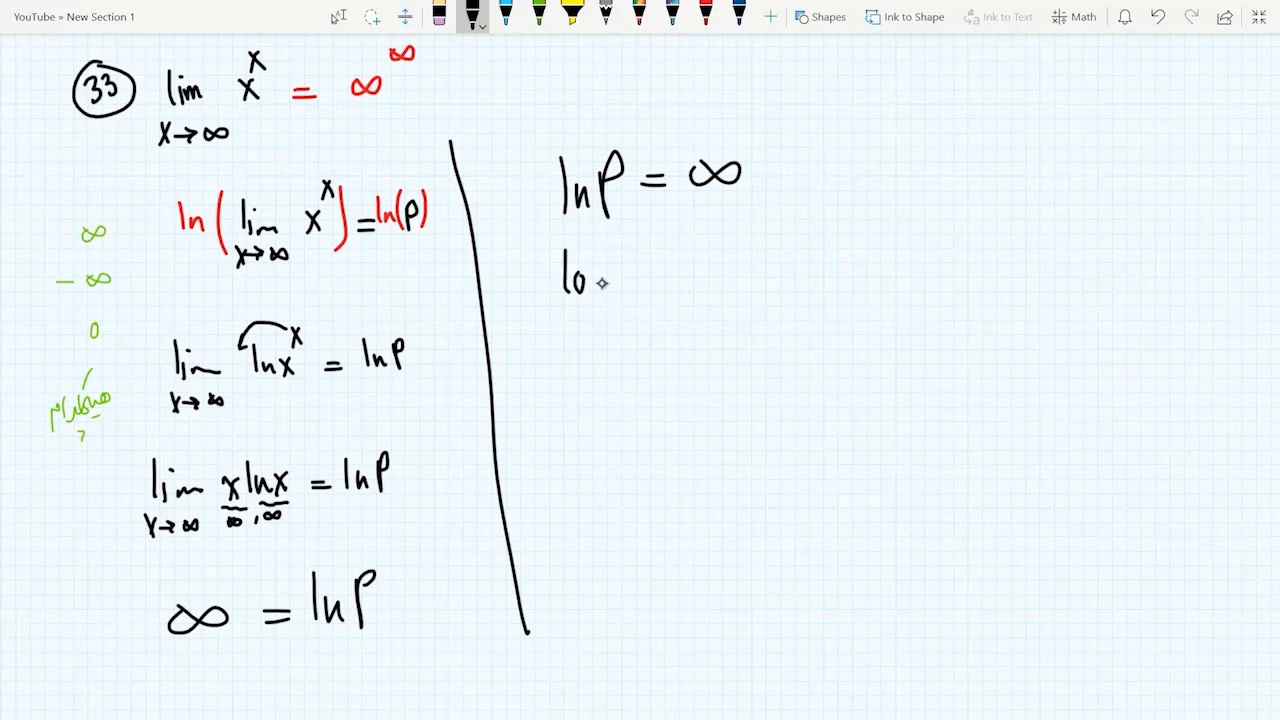 YouTube » New Section 1
Shapes
Ink to Shape
Ink to Text
Math
33 lim x→∞ x^x = ∞^∞
ln( lim x→∞ x^x ) = ln(P)
∞
- ∞
0
lim x→∞ ln x^x = ln P
lim x→∞ x ln x = ln P
∞ . ∞
∞ = ln P
ln P = ∞
lo